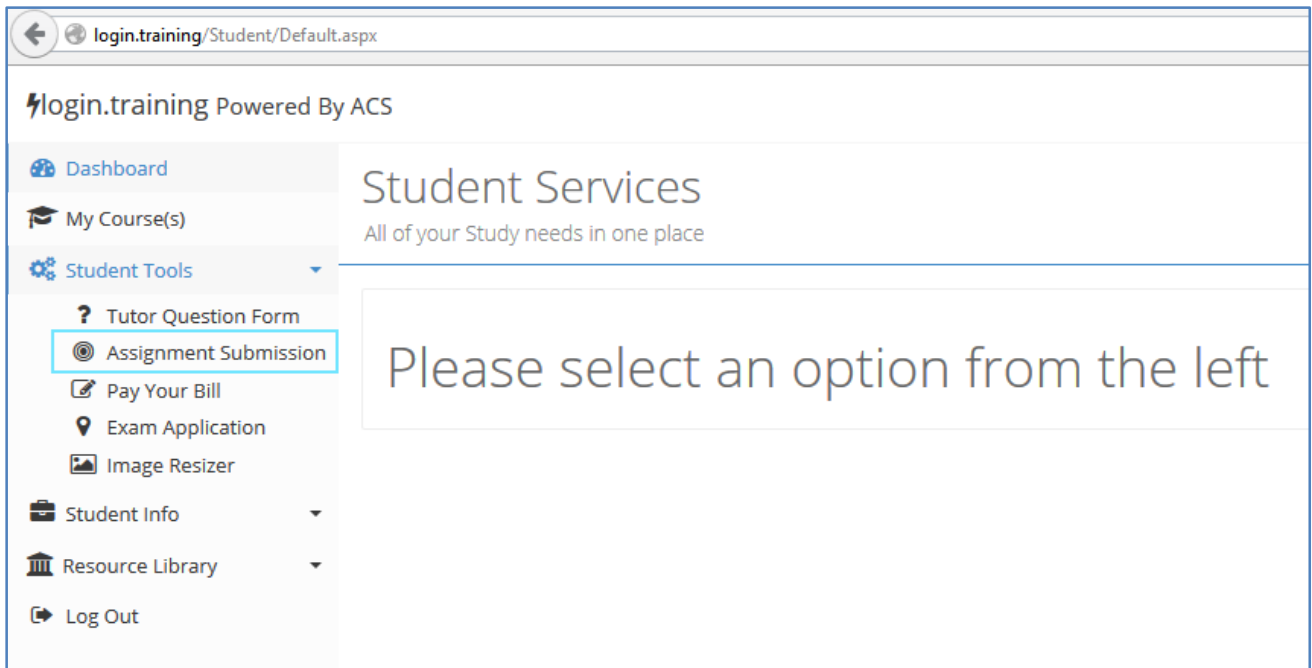 login.training/Student/Default.aspx
login.training Powered By ACS
Dashboard
My Course(s)
Student Tools
? Tutor Question Form
Assignment Submission
Pay Your Bill
Exam Application
Image Resizer
Student Info
Resource Library
Log Out
Student Services
All of your Study needs in one place
Please select an option from the left